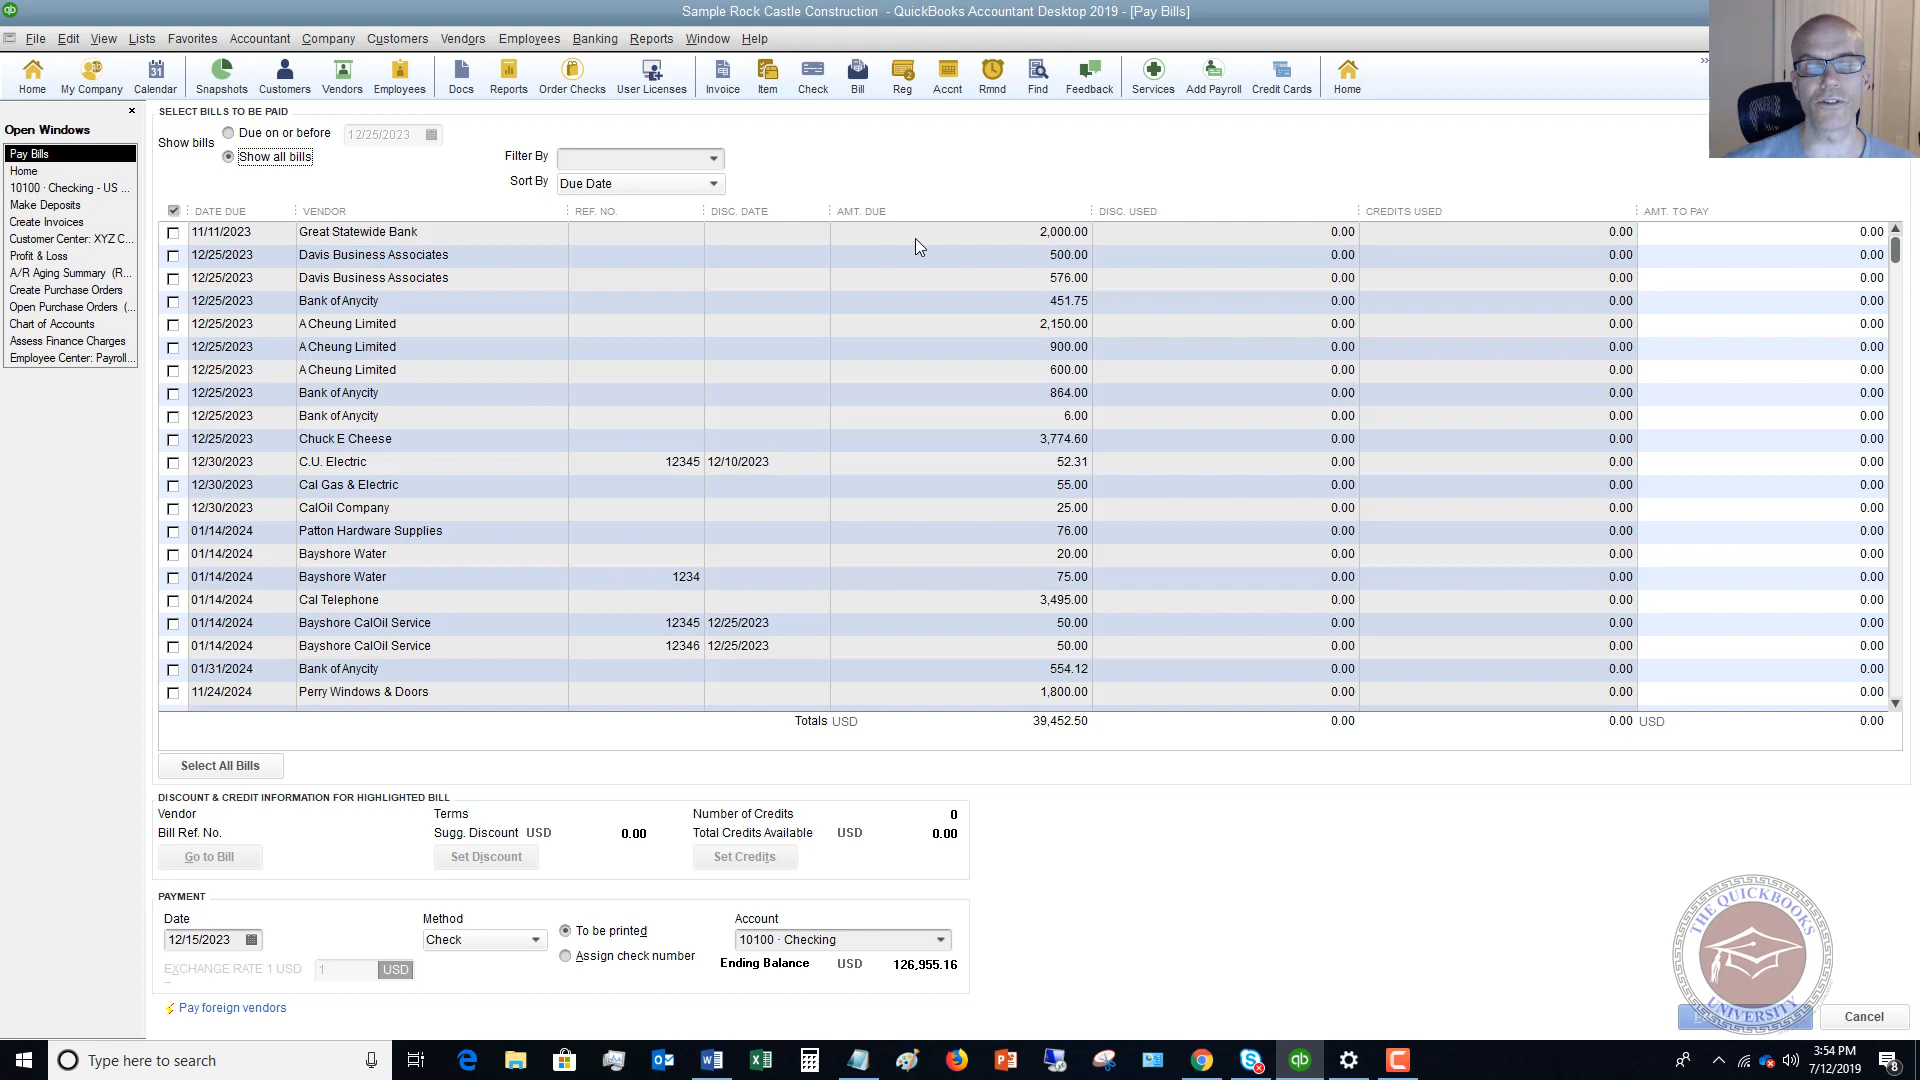 Sample Rock Castle Construction - QuickBooks Accountant Desktop 2019 - [Pay Bills]
File Edit View Lists Favorites Accountant Company Customers Vendors Employees Banking Reports Window Help
Home My Company Calendar Snapshots Customers Vendors Employees Docs Reports Order Checks User Licenses Invoice Item Check Bill Reg Accnt Rmnd Find Feedback Services Add Payroll Credit Cards Home
Open Windows
Pay Bills
Home
10100 · Checking - US ...
Make Deposits
Create Invoices
Customer Center: XYZ C...
Profit & Loss
A/R Aging Summary (R...
Create Purchase Orders
Open Purchase Orders (...
Chart of Accounts
Assess Finance Charges
Employee Center: Payroll...
SELECT BILLS TO BE PAID
Show bills Due on or before 12/25/2023
Show all bills
Filter By
Sort By Due Date
DATE DUE VENDOR REF. NO. DISC. DATE AMT. DUE DISC. USED CREDITS USED AMT. TO PAY
11/11/2023 Great Statewide Bank 2,000.00 0.00 0.00 0.00
12/25/2023 Davis Business Associates 500.00 0.00 0.00 0.00
12/25/2023 Davis Business Associates 576.00 0.00 0.00 0.00
12/25/2023 Bank of Anycity 451.75 0.00 0.00 0.00
12/25/2023 A Cheung Limited 2,150.00 0.00 0.00 0.00
12/25/2023 A Cheung Limited 900.00 0.00 0.00 0.00
12/25/2023 A Cheung Limited 600.00 0.00 0.00 0.00
12/25/2023 Bank of Anycity 864.00 0.00 0.00 0.00
12/25/2023 Bank of Anycity 6.00 0.00 0.00 0.00
12/25/2023 Chuck E Cheese 3,774.60 0.00 0.00 0.00
12/30/2023 C.U. Electric 12345 12/10/2023 52.31 0.00 0.00 0.00
12/30/2023 Cal Gas & Electric 55.00 0.00 0.00 0.00
12/30/2023 CalOil Company 25.00 0.00 0.00 0.00
01/14/2024 Patton Hardware Supplies 76.00 0.00 0.00 0.00
01/14/2024 Bayshore Water 20.00 0.00 0.00 0.00
01/14/2024 Bayshore Water 1234 75.00 0.00 0.00 0.00
01/14/2024 Cal Telephone 3,495.00 0.00 0.00 0.00
01/14/2024 Bayshore CalOil Service 12345 12/25/2023 50.00 0.00 0.00 0.00
01/14/2024 Bayshore CalOil Service 12346 12/25/2023 50.00 0.00 0.00 0.00
01/31/2024 Bank of Anycity 554.12 0.00 0.00 0.00
11/24/2024 Perry Windows & Doors 1,800.00 0.00 0.00 0.00
Totals USD 39,452.50 0.00 0.00 USD 0.00
Select All Bills
DISCOUNT & CREDIT INFORMATION FOR HIGHLIGHTED BILL
Vendor Terms Number of Credits 0
Bill Ref. No. Sugg. Discount USD 0.00 Total Credits Available USD 0.00
Go to Bill Set Discount Set Credits
PAYMENT
Date Method To be printed Account
12/15/2023 Check Assign check number 10100 · Checking
Ending Balance USD 126,955.16
EXCHANGE RATE 1 USD 1 USD
Pay foreign vendors
THE QUICKBOOKS UNIVERSITY
Cancel
Type here to search
3:54 PM
7/12/2019
8